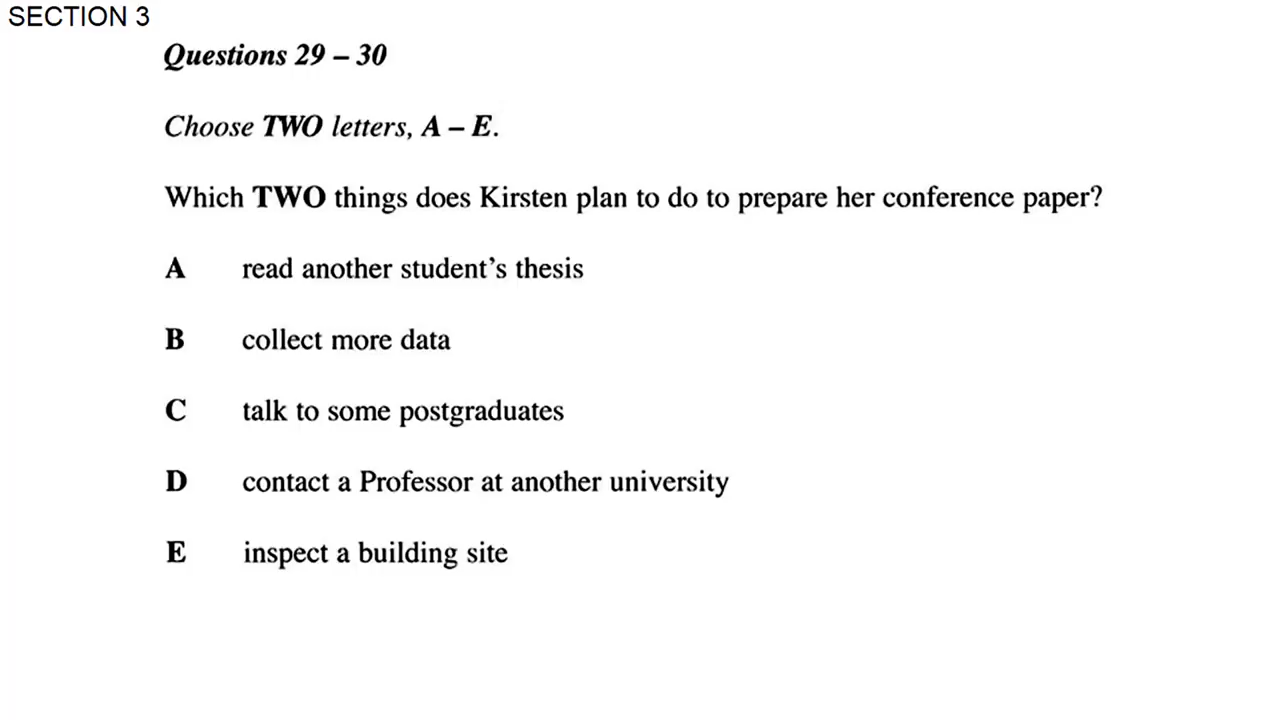 SECTION 3
Questions 29 – 30
Choose TWO letters, A – E.
Which TWO things does Kirsten plan to do to prepare her conference paper?
A read another student’s thesis
B collect more data
C talk to some postgraduates
D contact a Professor at another university
E inspect a building site